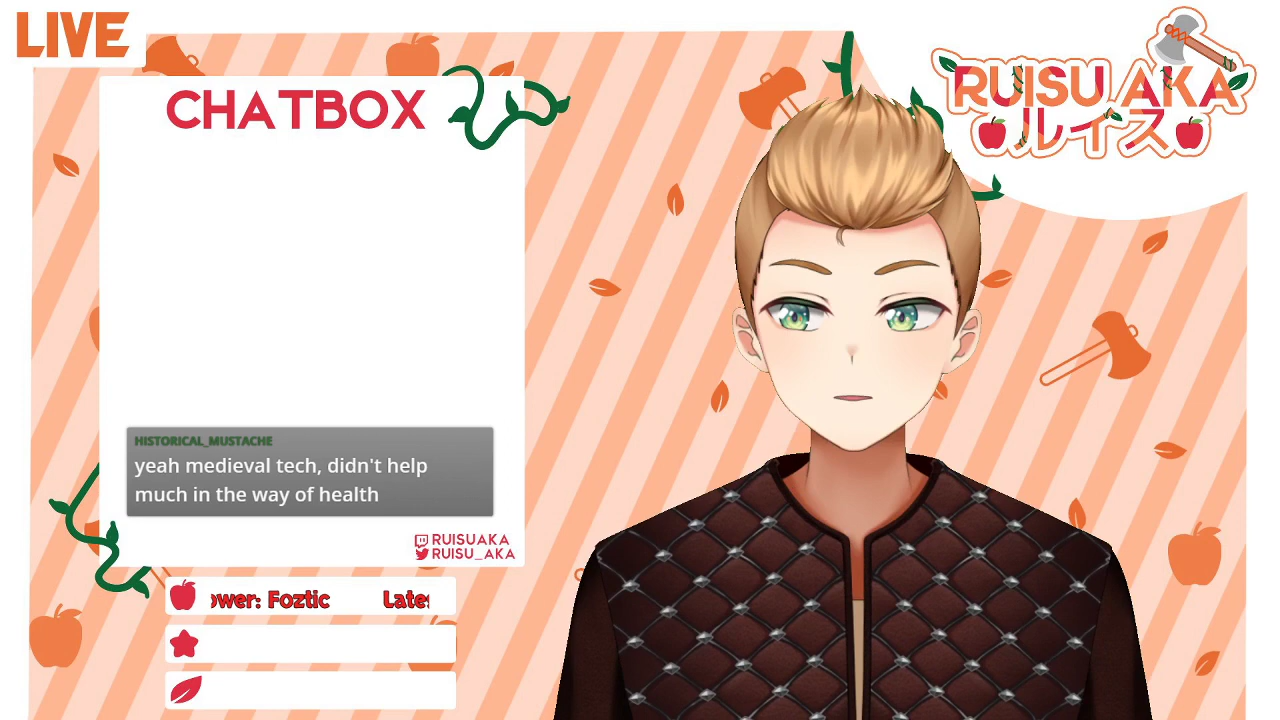 LIVE
RUISU AKA
ルイス
CHATBOX
HISTORICAL_MUSTACHE
yeah medieval tech, didn't help
much in the way of health
RUISUAKA
RUISU_AKA
ower: Foztic Late